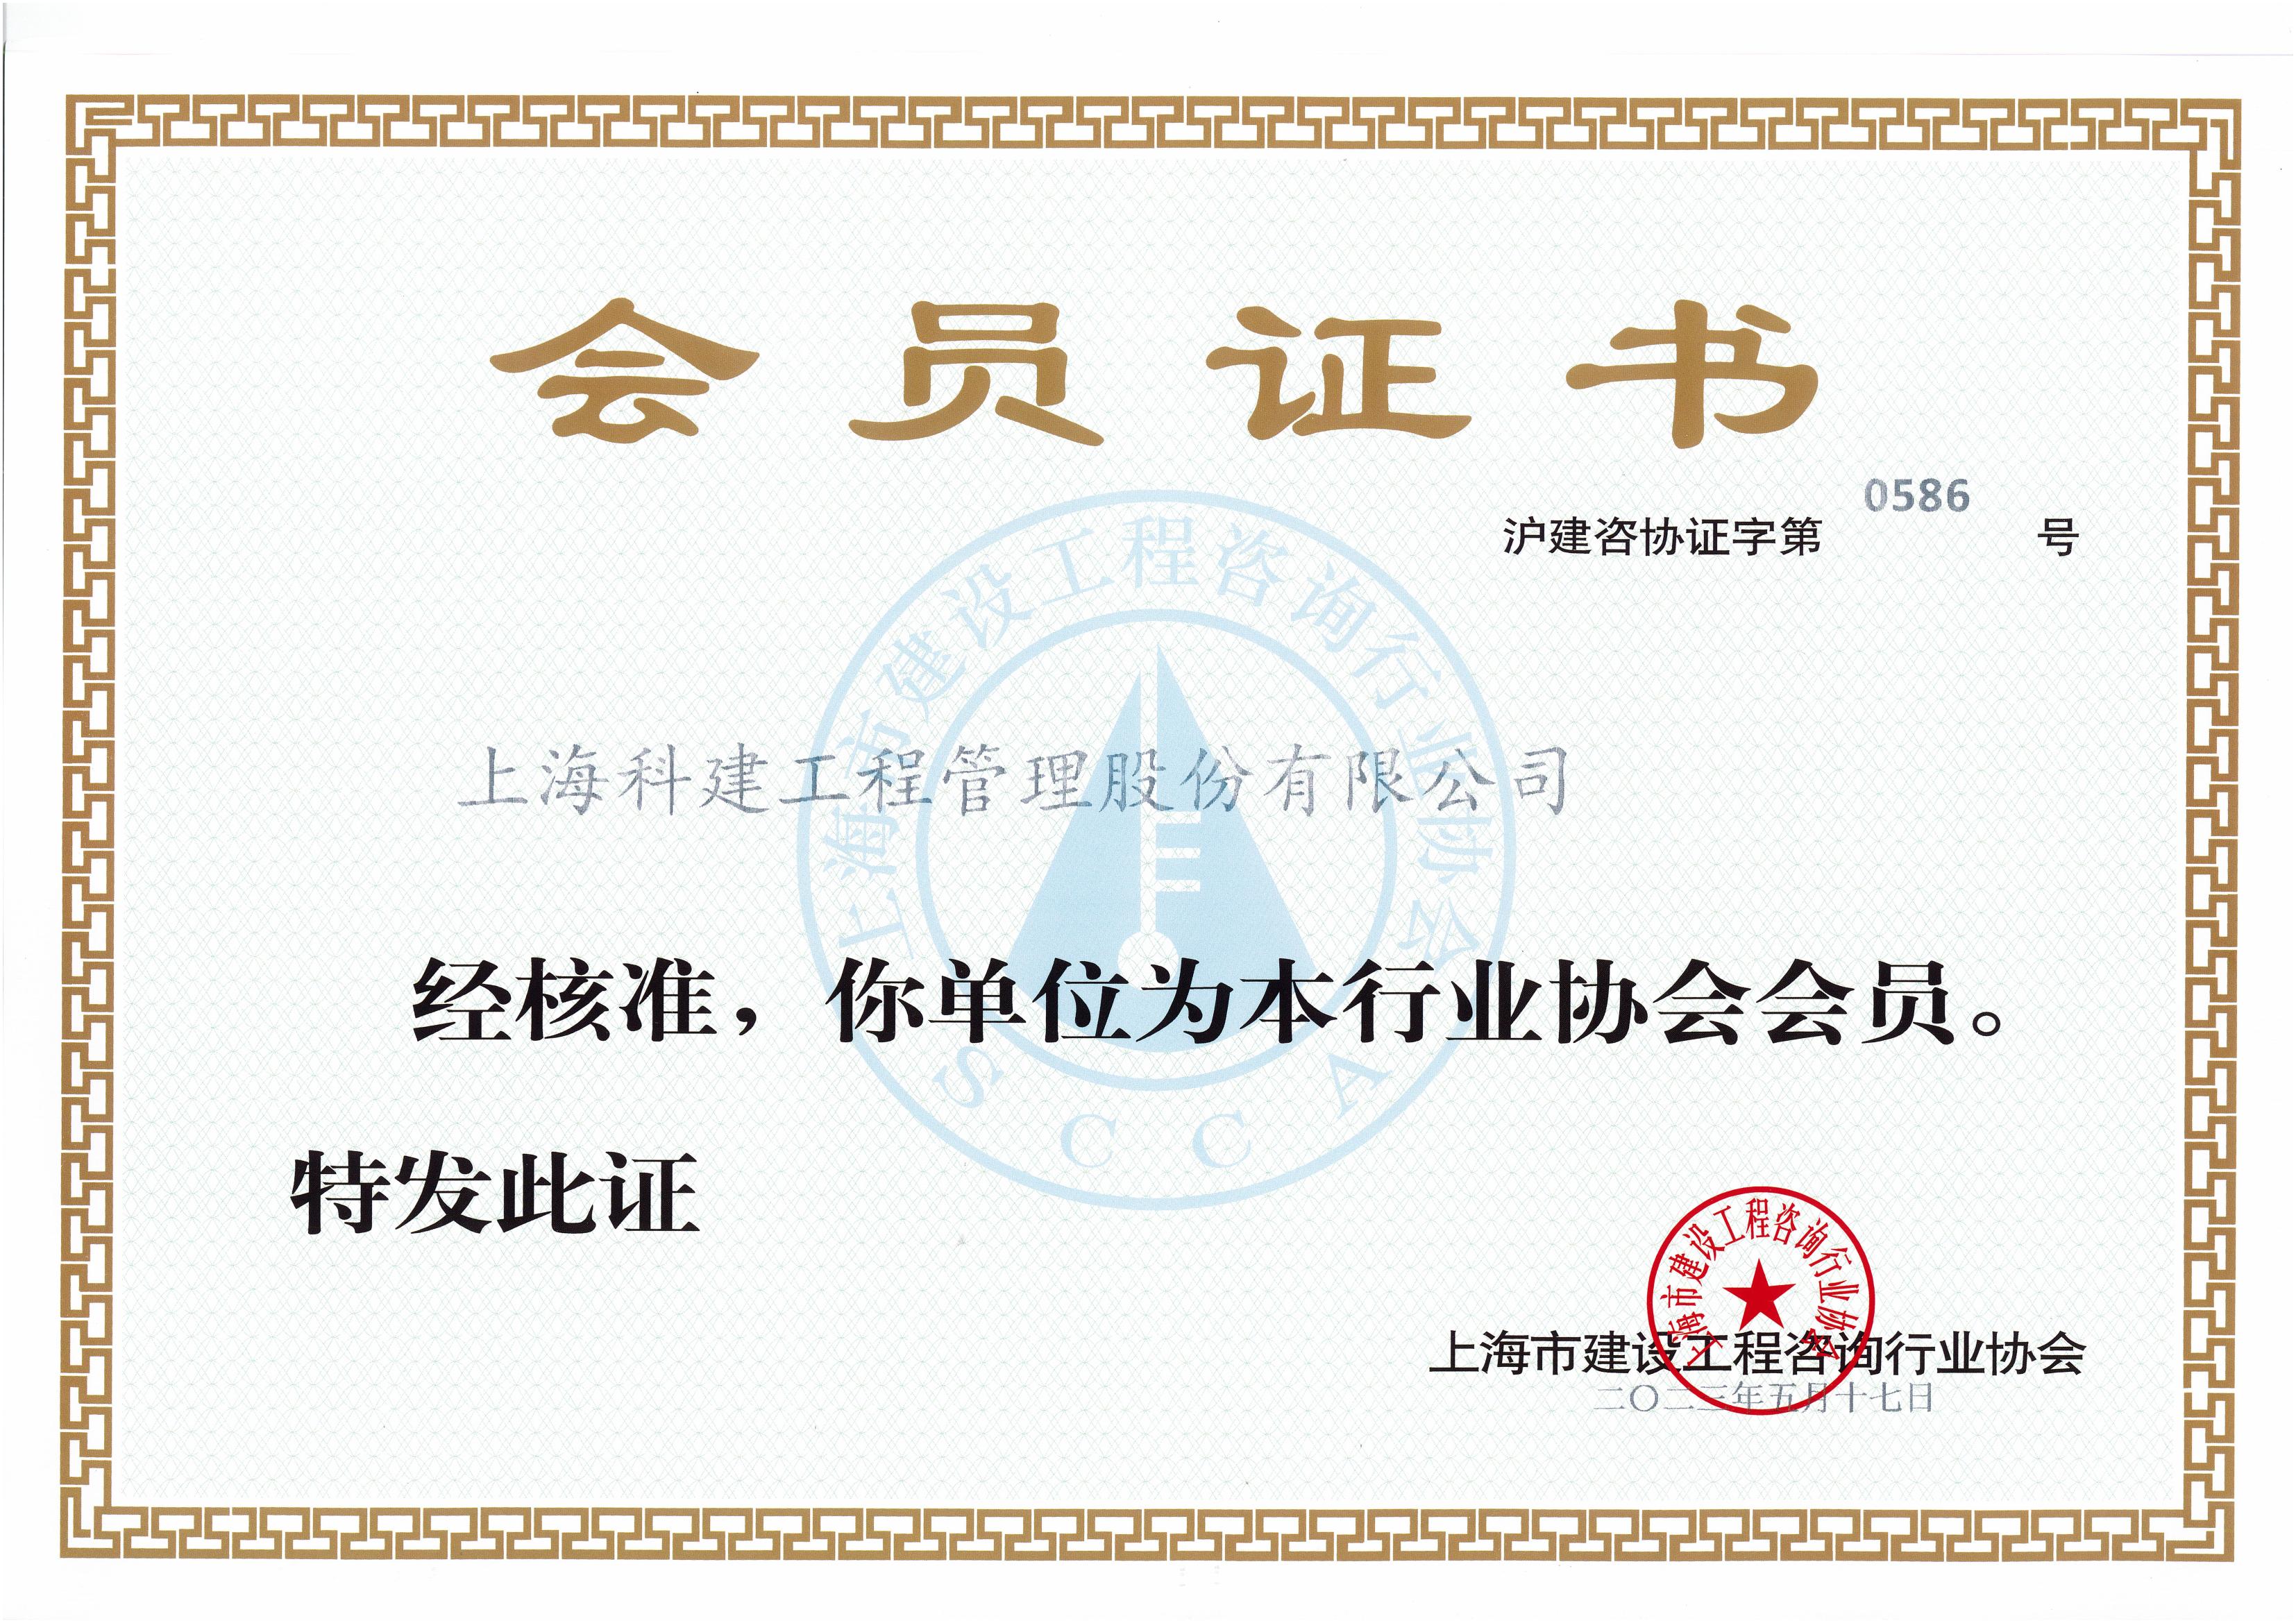 会员证书
沪建咨协证字第 0586 号
上海市建设工程咨询行业协会
上海科建工程管理股份有限公司
经核准，你单位为本行业协会会员。
SCCA
特发此证
上海市建设工程咨询行业协会
上海市建设工程咨询行业协会
二〇二三年五月十七日